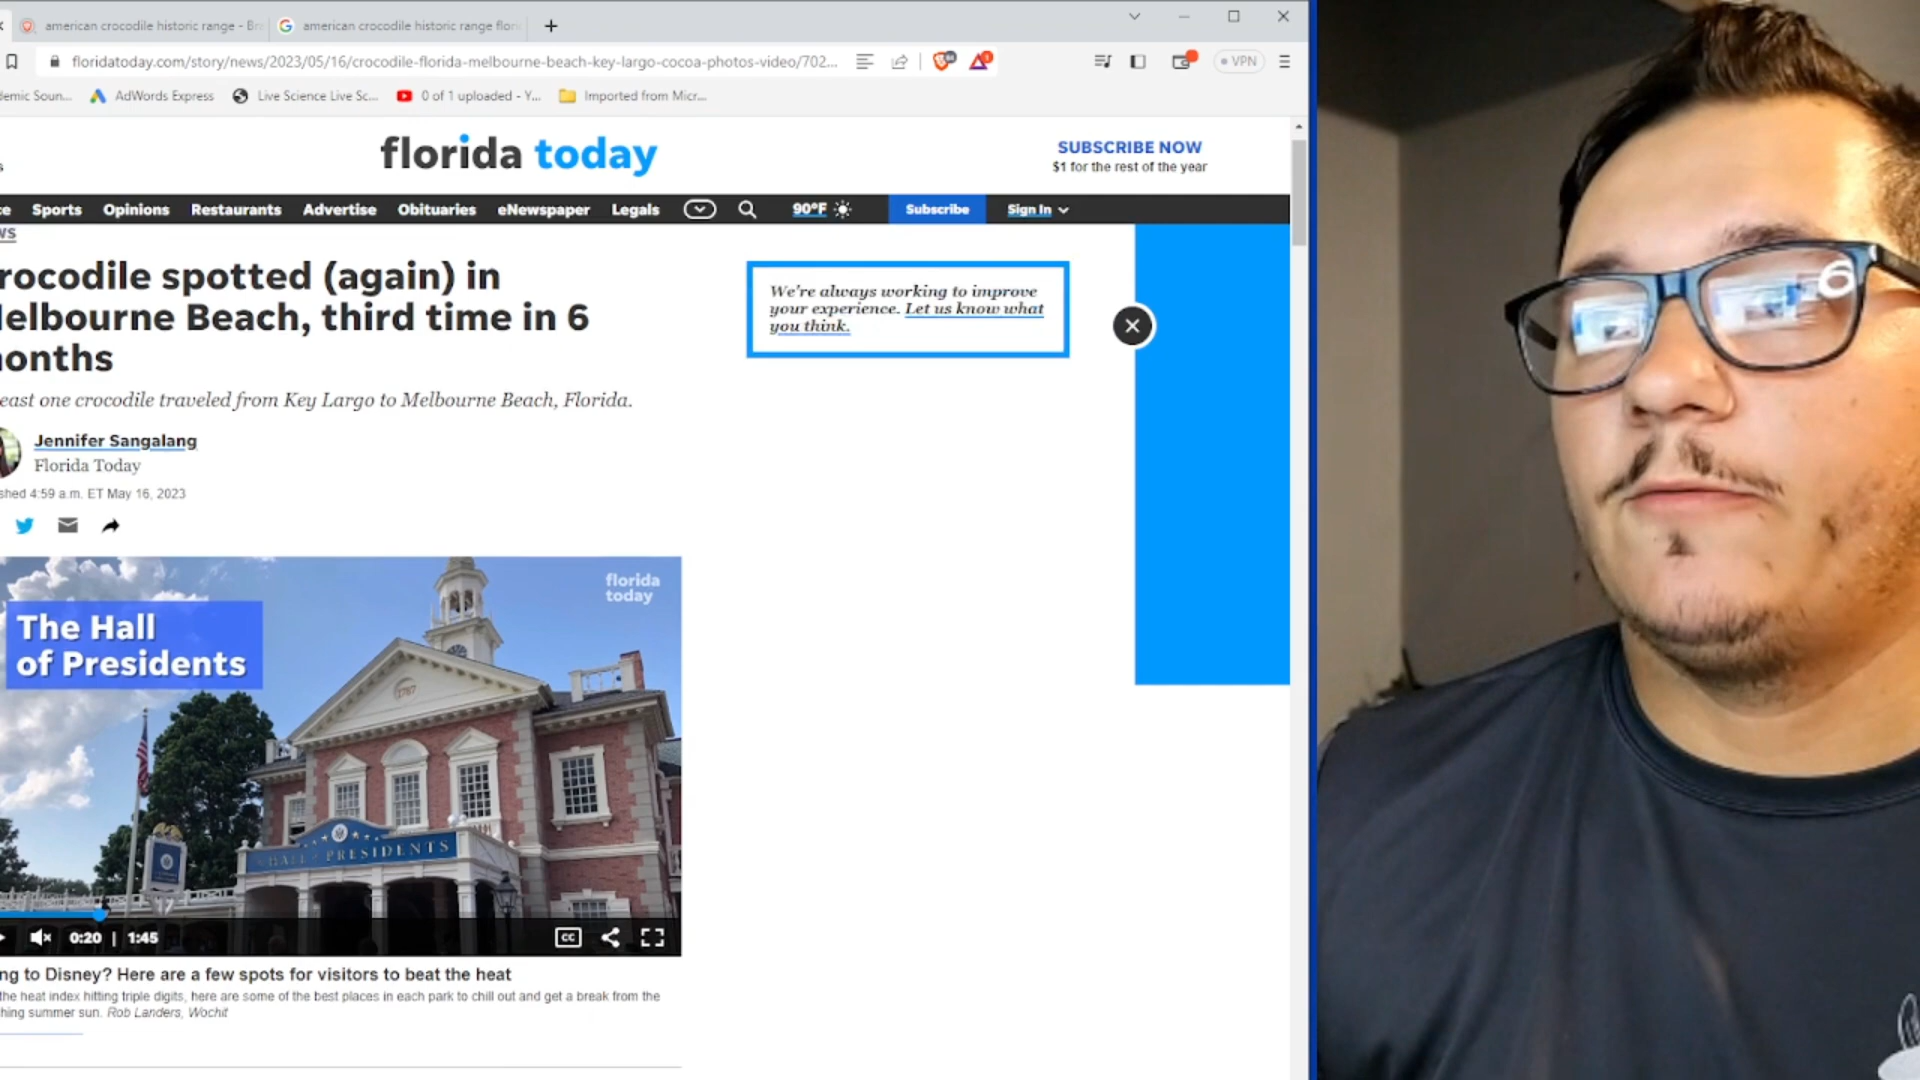 american crocodile historic range - Br
american crocodile historic range flori
floridatoday.com/story/news/2023/05/16/crocodile-florida-melbourne-beach-key-largo-cocoa-photos-video/702...
VPN
demic Soun...
AdWords Express
Live Science Live Sc...
0 of 1 uploaded - Y...
Imported from Micr...
florida today
SUBSCRIBE NOW
$1 for the rest of the year
ce
Sports
Opinions
Restaurants
Advertise
Obituaries
eNewspaper
Legals
90°F
Subscribe
Sign In
WS
rocodile spotted (again) in
elbourne Beach, third time in 6
onths
east one crocodile traveled from Key Largo to Melbourne Beach, Florida.
We're always working to improve
your experience. Let us know what
you think.
Jennifer Sangalang
Florida Today
shed 4:59 a.m. ET May 16, 2023
florida
today
The Hall
of Presidents
1787
HALL of PRESIDENTS
0:20 | 1:45
CC
ng to Disney? Here are a few spots for visitors to beat the heat
the heat index hitting triple digits, here are some of the best places in each park to chill out and get a break from the
hing summer sun. Rob Landers, Wochit